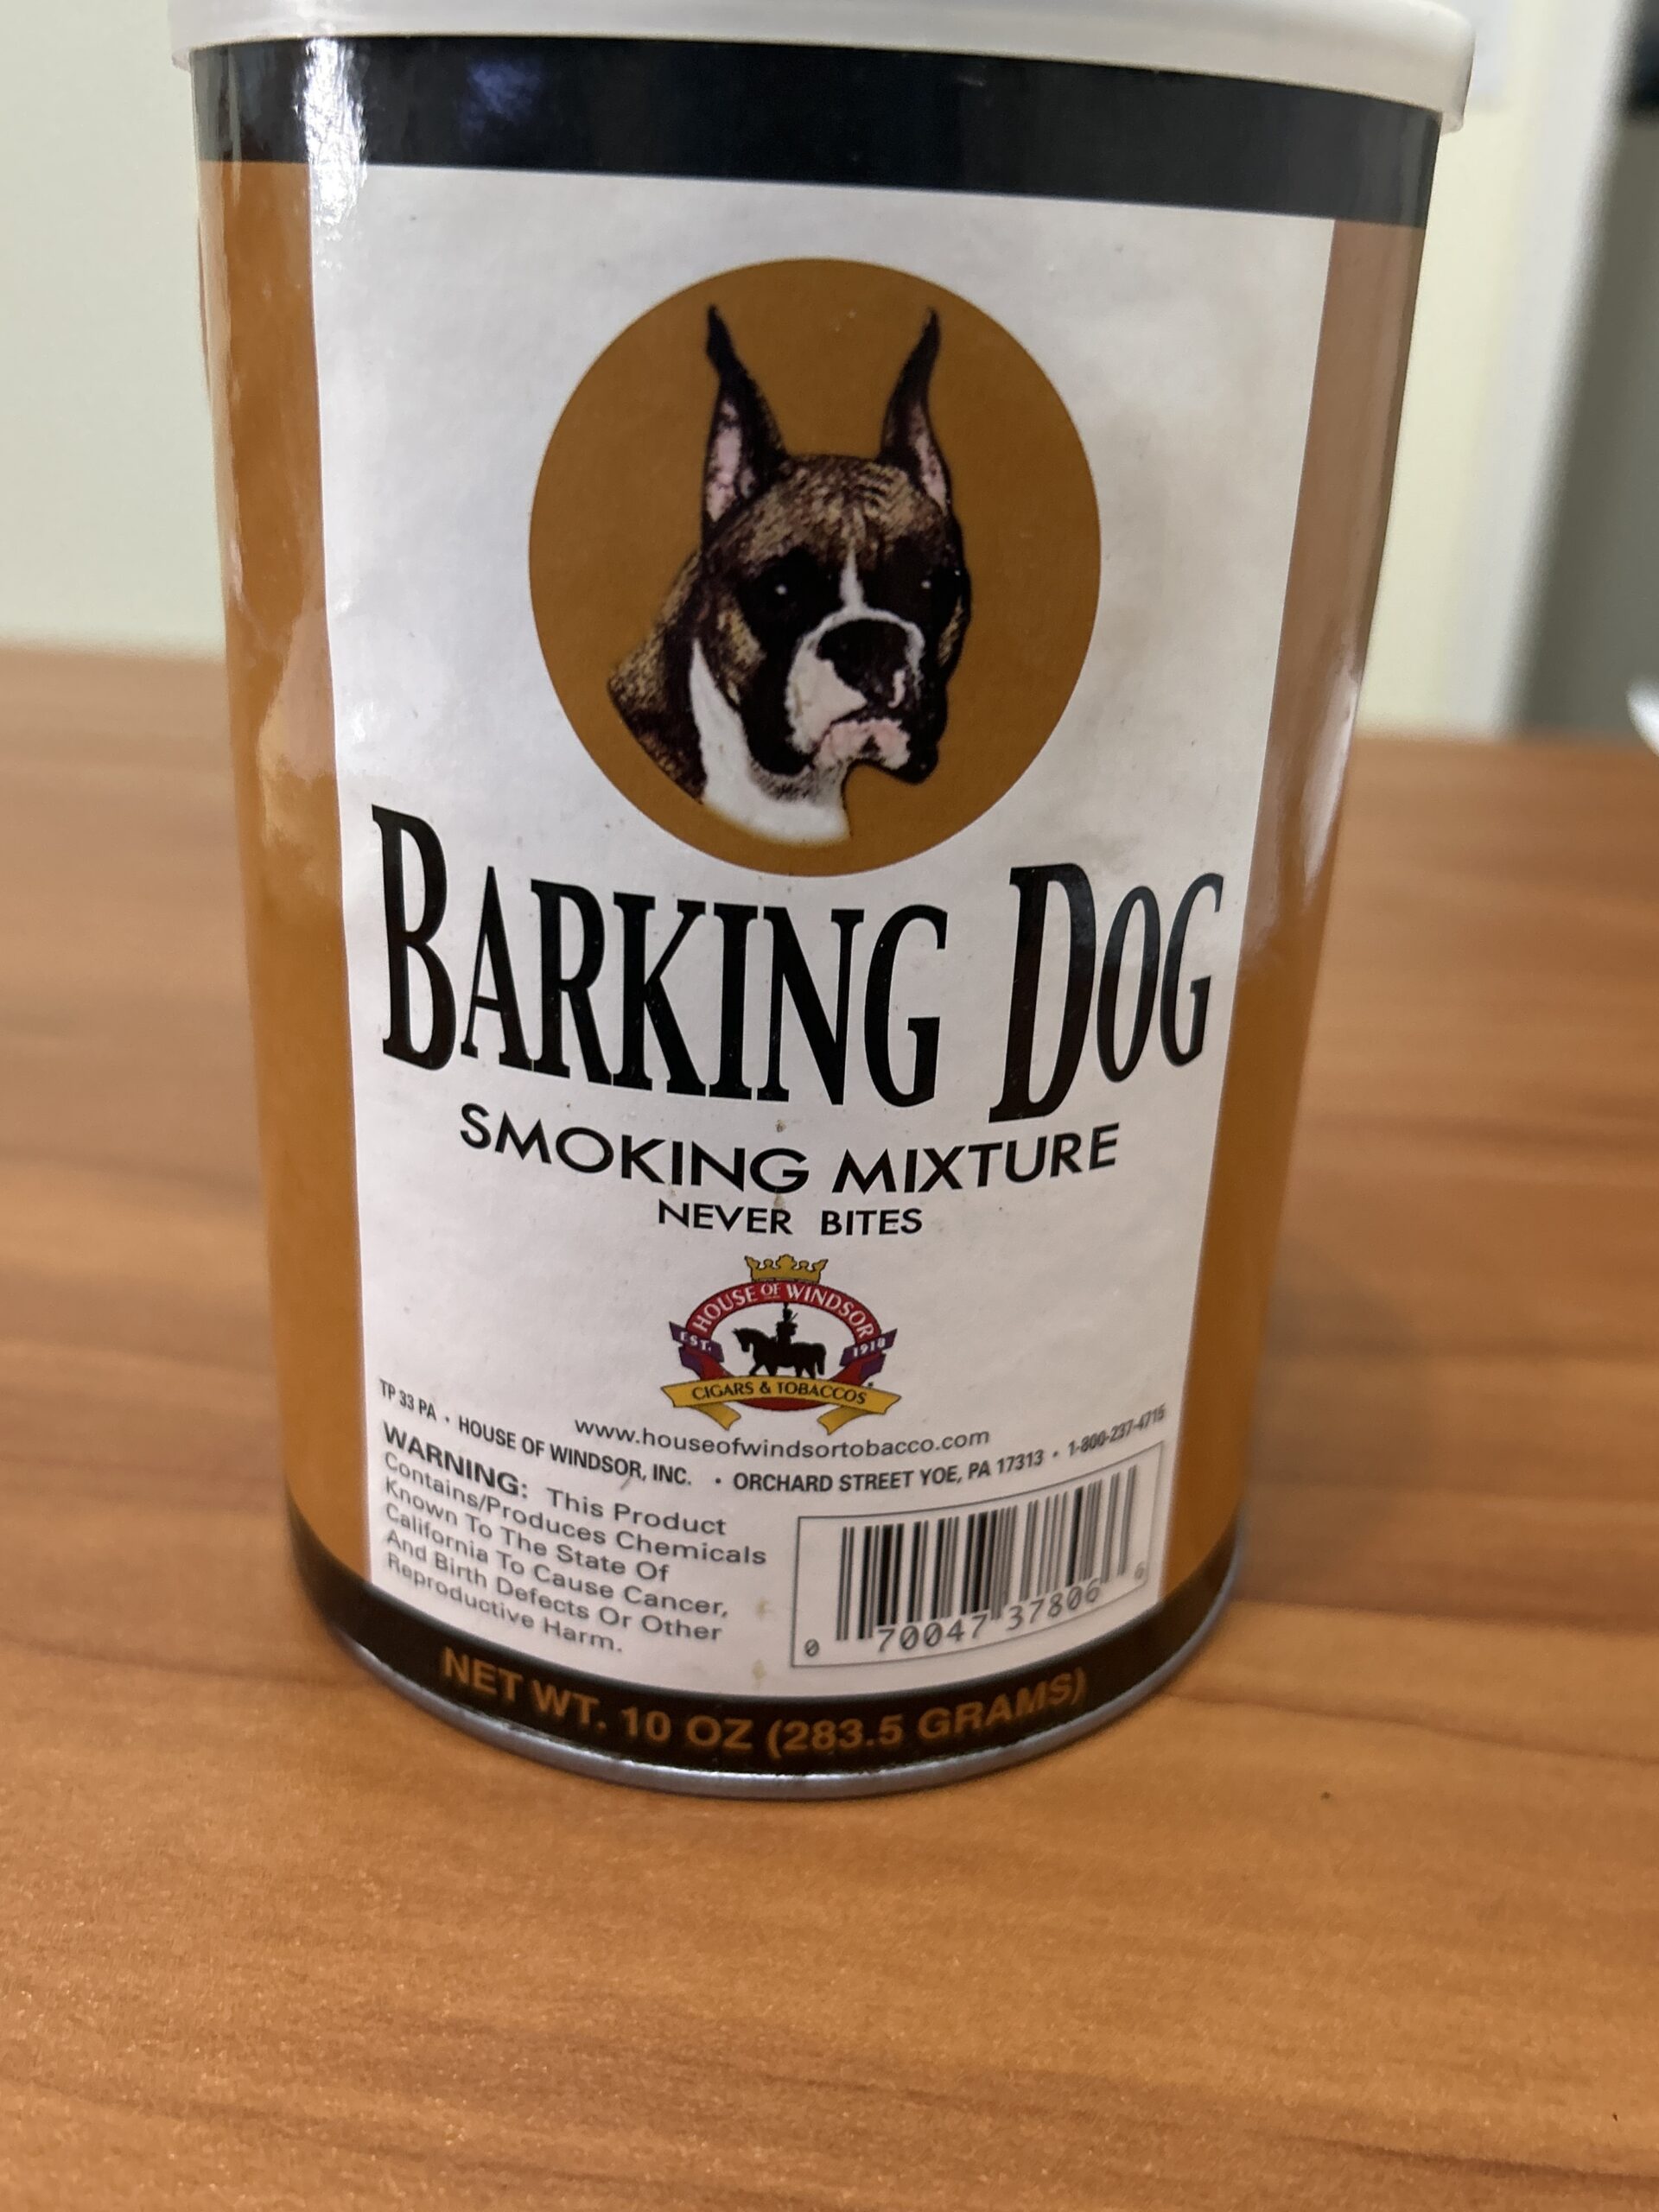 BARKING DOG
SMOKING MIXTURE
NEVER BITES
HOUSE OF WINDSOR
EST. 1918
CIGARS & TOBACCOS
www.houseofwindsortobacco.com
TP 33 PA • HOUSE OF WINDSOR, INC. • ORCHARD STREET YOE, PA 17313 • 1-800-237-4715
WARNING: This Product
Contains/Produces Chemicals
Known To The State Of
California To Cause Cancer,
And Birth Defects Or Other
Reproductive Harm.
0 70047 37806 6
NET WT. 10 OZ (283.5 GRAMS)